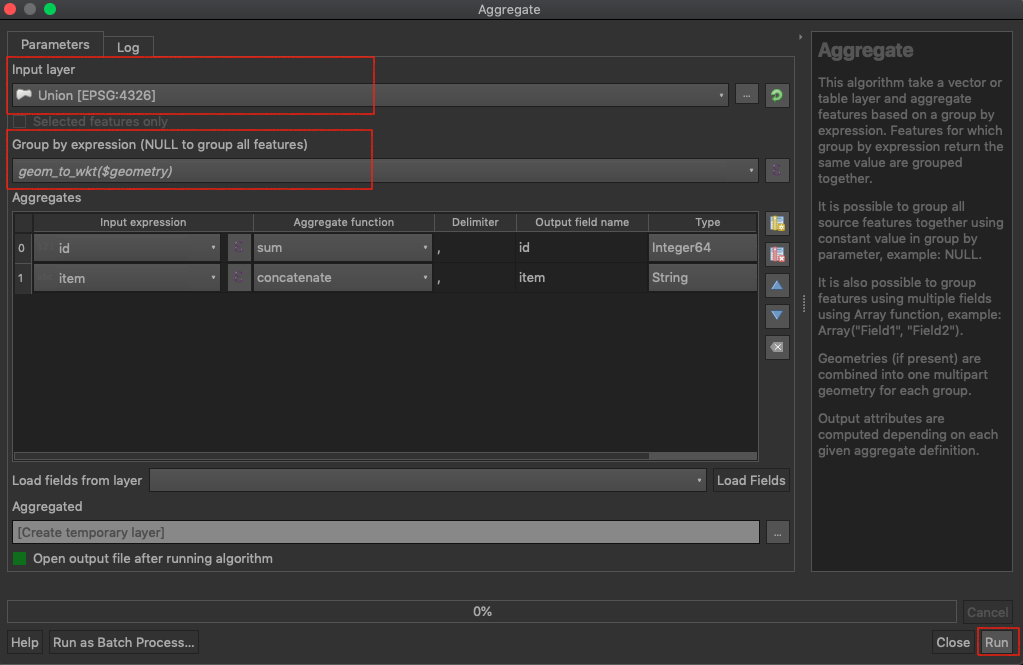 Aggregate
Parameters
Log
Input layer
Union [EPSG:4326]
...
Selected features only
Group by expression (NULL to group all features)
geom_to_wkt($geometry)
Aggregates
Input expression Aggregate function Delimiter Output field name Type
0 id sum , id Integer64
1 item concatenate , item String
Load fields from layer
Load Fields
Aggregated
[Create temporary layer]
...
Open output file after running algorithm
Aggregate
This algorithm take a vector or
table layer and aggregate
features based on a group by
expression. Features for which
group by expression return the
same value are grouped
together.
It is possible to group all
source features together using
constant value in group by
parameter, example: NULL.
It is also possible to group
features using multiple fields
using Array function, example:
Array("Field1", "Field2").
Geometries (if present) are
combined into one multipart
geometry for each group.
Output attributes are
computed depending on each
given aggregate definition.
0%
Cancel
Help
Run as Batch Process...
Close
Run